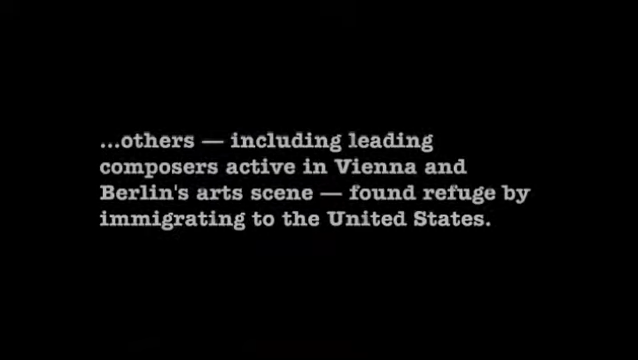 ...others — including leading
composers active in Vienna and
Berlin's arts scene — found refuge by
immigrating to the United States.